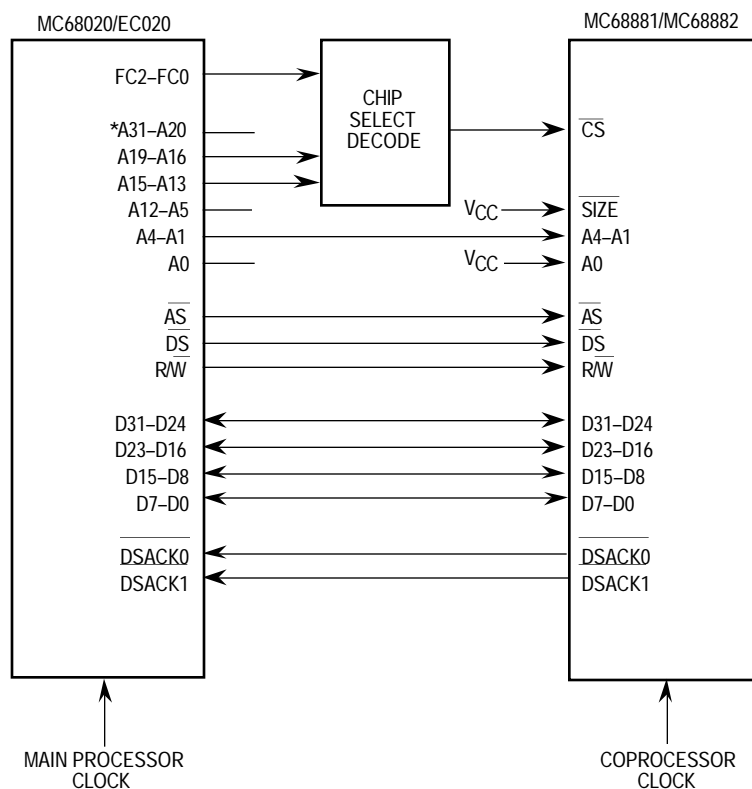 MC68020/EC020
MC68881/MC68882
FC2–FC0
*A31–A20
A19–A16
A15–A13
A12–A5
A4–A1
A0
AS
DS
R/W
D31–D24
D23–D16
D15–D8
D7–D0
DSACK0
DSACK1
CHIP
SELECT
DECODE
VCC
VCC
CS
SIZE
A4–A1
A0
AS
DS
R/W
D31–D24
D23–D16
D15–D8
D7–D0
DSACK0
DSACK1
MAIN PROCESSOR
CLOCK
COPROCESSOR
CLOCK